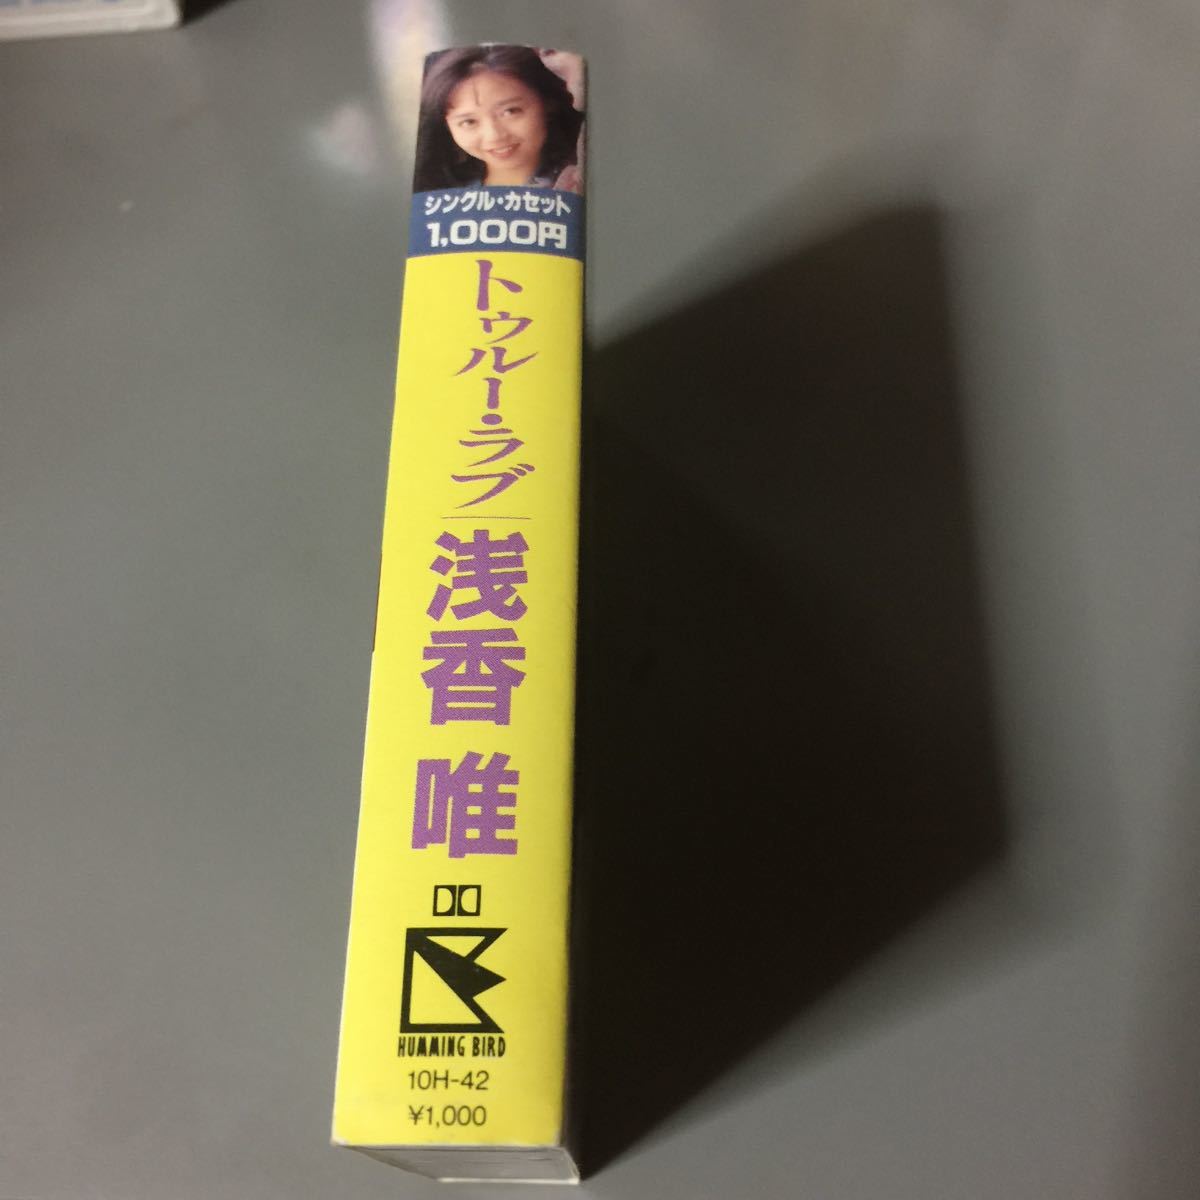 シングル・カセット
1,000円
トゥルー・ラブ
浅香 唯
HUMMING BIRD
10H-42
¥1,000